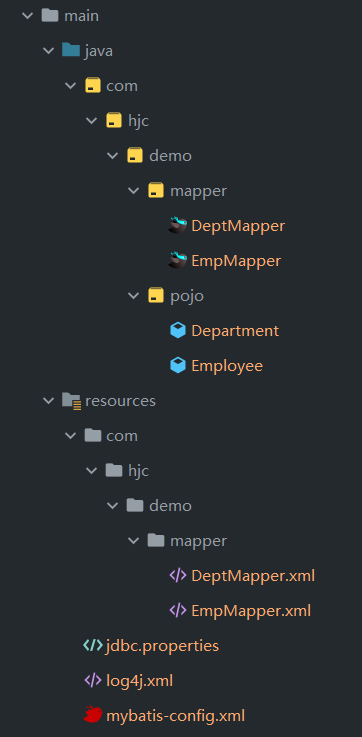 main
java
com
hjc
demo
mapper
DeptMapper
EmpMapper
pojo
Department
Employee
resources
com
hjc
demo
mapper
DeptMapper.xml
EmpMapper.xml
jdbc.properties
log4j.xml
mybatis-config.xml